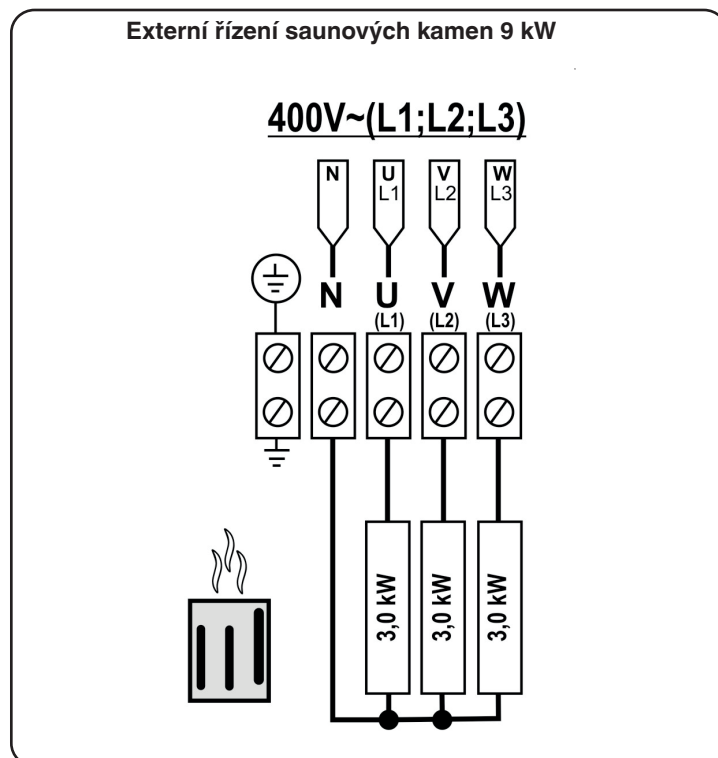 Externí řízení saunových kamen 9 kW
400V~(L1;L2;L3)
N U V W
L1 L2 L3
N U V W
(L1) (L2) (L3)
3,0 kW 3,0 kW 3,0 kW